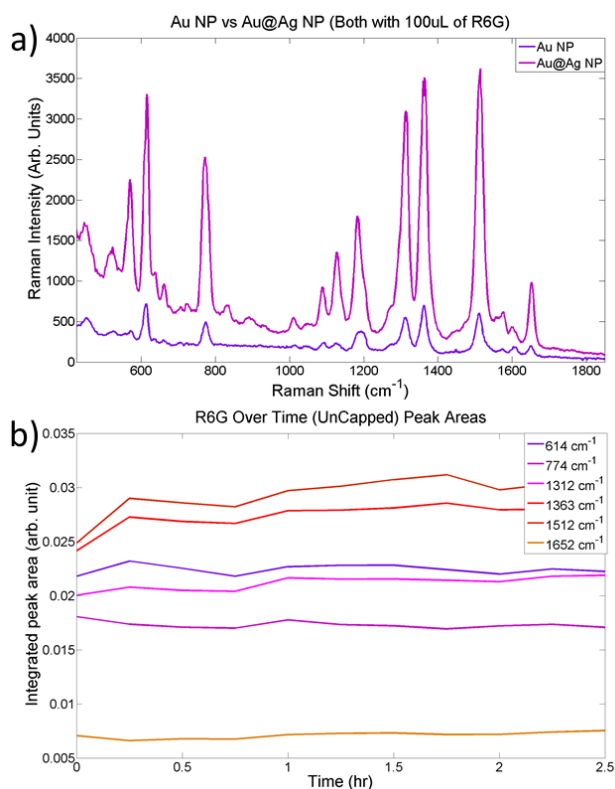 a)
Au NP vs Au@Ag NP (Both with 100uL of R6G)
Au NP
Au@Ag NP
Raman Intensity (Arb. Units)
4000
3500
3000
2500
2000
1500
1000
500
0
600 800 1000 1200 1400 1600 1800
Raman Shift (cm⁻¹)
b)
R6G Over Time (UnCapped) Peak Areas
614 cm⁻¹
774 cm⁻¹
1312 cm⁻¹
1363 cm⁻¹
1512 cm⁻¹
1652 cm⁻¹
Integrated peak area (arb. unit)
0.035
0.03
0.025
0.02
0.015
0.01
0.005
0 0.5 1 1.5 2 2.5
Time (hr)